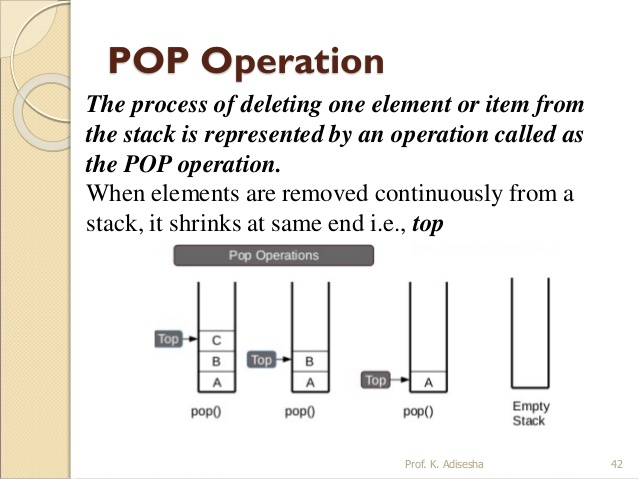 POP Operation
The process of deleting one element or item from
the stack is represented by an operation called as
the POP operation.
When elements are removed continuously from a
stack, it shrinks at same end i.e., top
Pop Operations
Top C
B
A
pop()
Top B
A
pop()
Top A
pop()
Empty
Stack
Prof. K. Adisesha 42